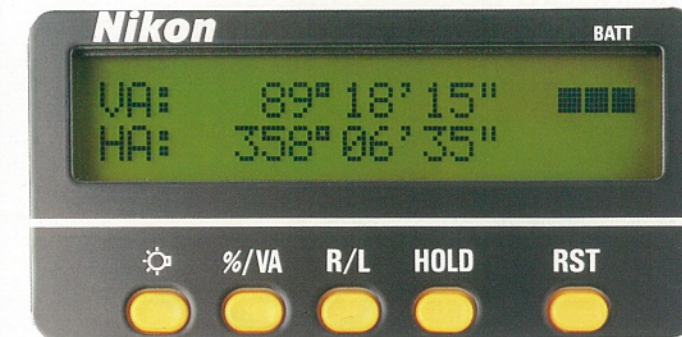 Nikon
BATT
VA: 89° 18' 15"
HA: 358° 06' 35"
%/VA R/L HOLD RST